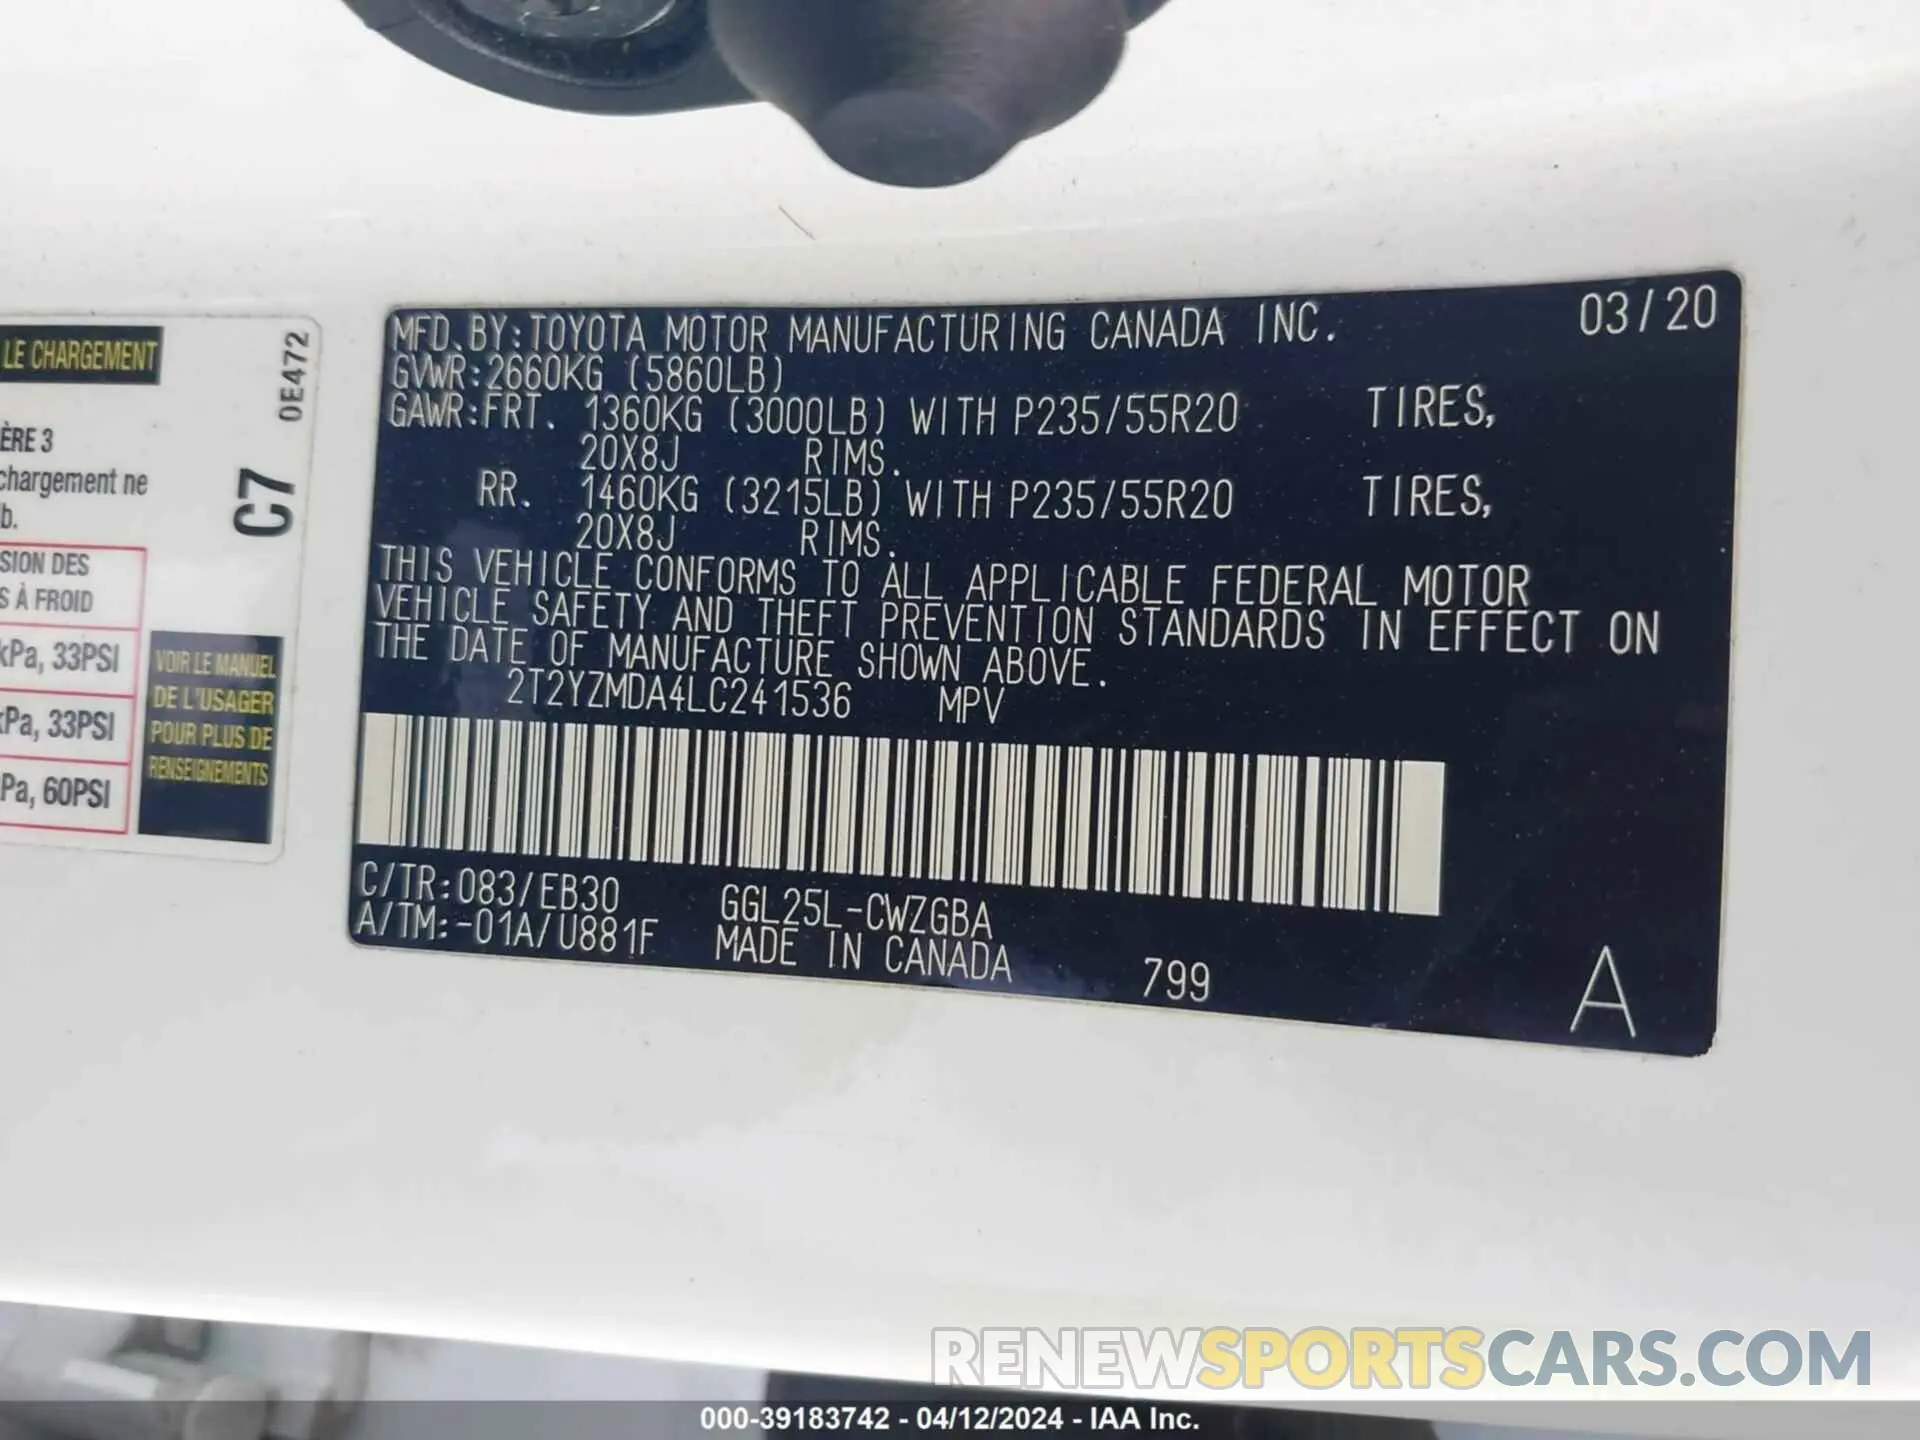 LE CHARGEMENT
0E472
ÈRE 3
chargement ne
lb.
C7
SION DES
S À FROID
kPa, 33PSI
kPa, 33PSI
kPa, 60PSI
VOIR LE MANUEL
DE L'USAGER
POUR PLUS DE
RENSEIGNEMENTS
MFD.BY:TOYOTA MOTOR MANUFACTURING CANADA INC. 03/20
GVWR:2660KG (5860LB)
GAWR:FRT. 1360KG (3000LB) WITH P235/55R20 TIRES,
20X8J RIMS.
RR. 1460KG (3215LB) WITH P235/55R20 TIRES,
20X8J RIMS.
THIS VEHICLE CONFORMS TO ALL APPLICABLE FEDERAL MOTOR
VEHICLE SAFETY AND THEFT PREVENTION STANDARDS IN EFFECT ON
THE DATE OF MANUFACTURE SHOWN ABOVE.
2T2YZMDA4LC241536 MPV
C/TR:083/EB30 GGL25L-CWZGBA
A/TM:-01A/U881F MADE IN CANADA 799 A
RENEWSPORTSCARS.COM
000-39183742 - 04/12/2024 - IAA Inc.